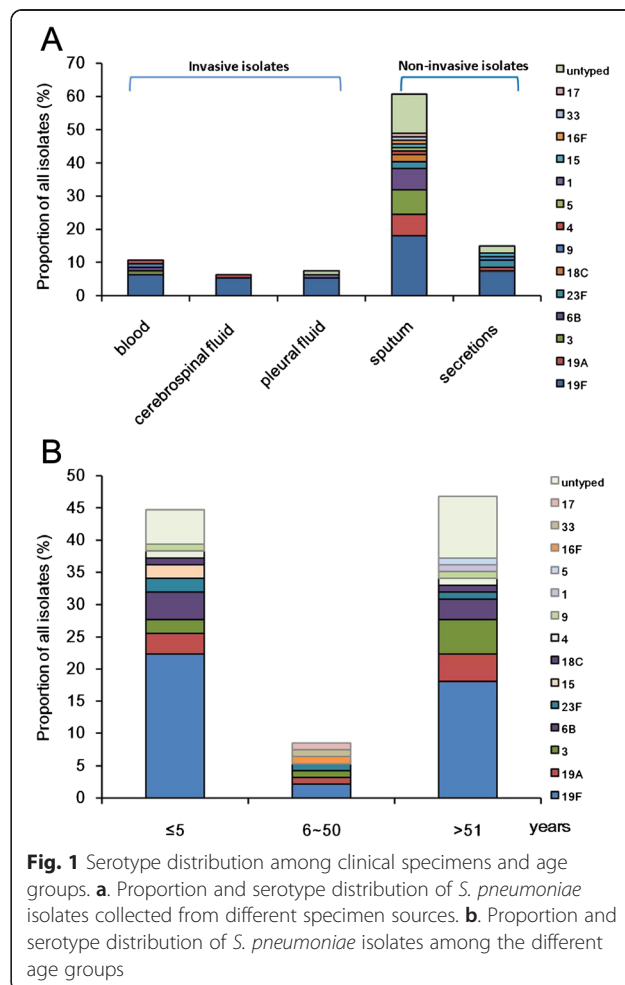 A
Invasive isolates
Non-invasive isolates
Proportion of all isolates (%)
70
60
50
40
30
20
10
0
blood
cerebrospinal fluid
pleural fluid
sputum
secretions
untyped
17
33
16F
15
1
5
4
9
18C
23F
6B
3
19A
19F
B
Proportion of all isolates (%)
50
45
40
35
30
25
20
15
10
5
0
≤5
6~50
>51
years
untyped
17
33
16F
5
1
9
4
18C
15
23F
6B
3
19A
19F
Fig. 1 Serotype distribution among clinical specimens and age
groups. a. Proportion and serotype distribution of S. pneumoniae
isolates collected from different specimen sources. b. Proportion and
serotype distribution of S. pneumoniae isolates among the different
age groups